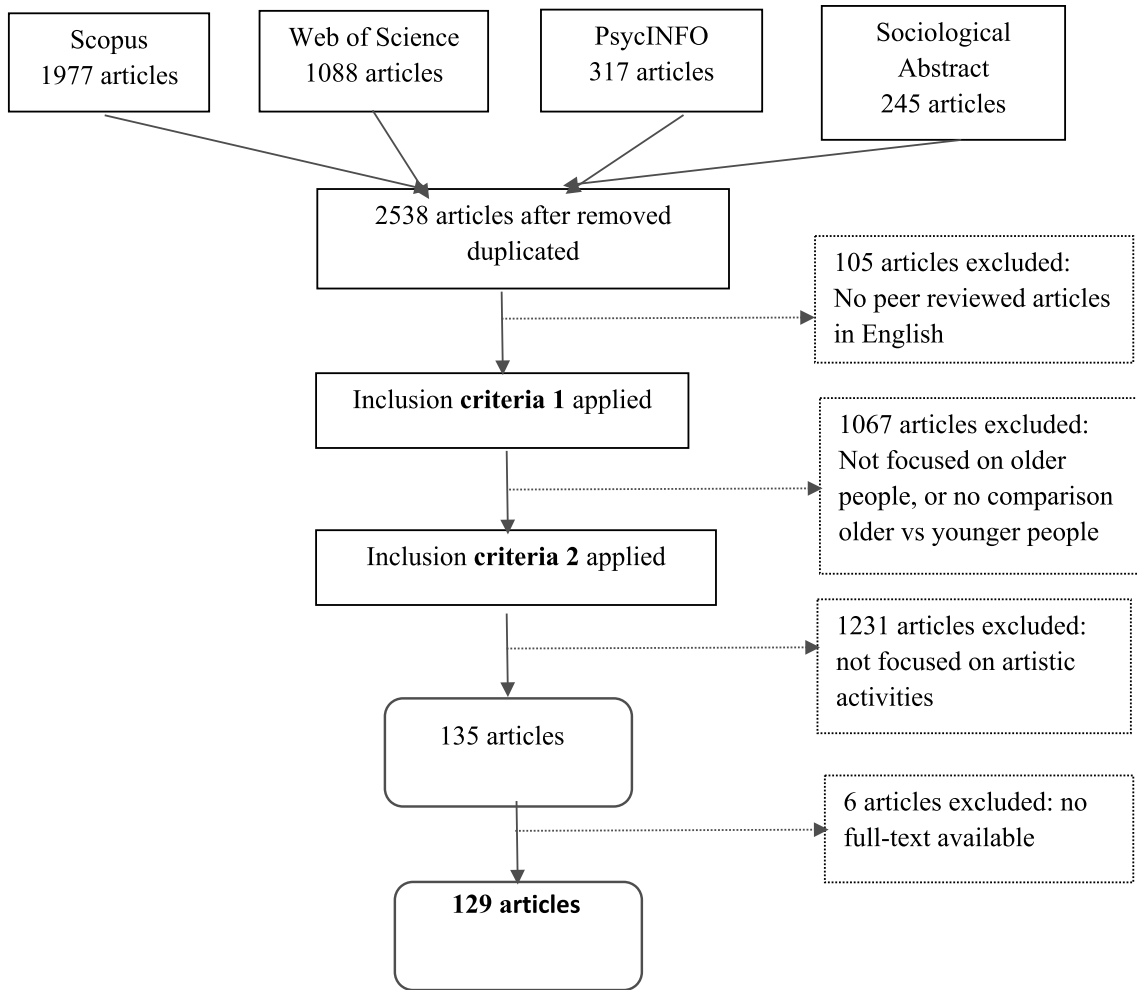 Scopus
1977 articles
Web of Science
1088 articles
PsycINFO
317 articles
Sociological
Abstract
245 articles
2538 articles after removed
duplicated
105 articles excluded:
No peer reviewed articles
in English
Inclusion criteria 1 applied
1067 articles excluded:
Not focused on older
people, or no comparison
older vs younger people
Inclusion criteria 2 applied
1231 articles excluded:
not focused on artistic
activities
135 articles
6 articles excluded: no
full-text available
129 articles